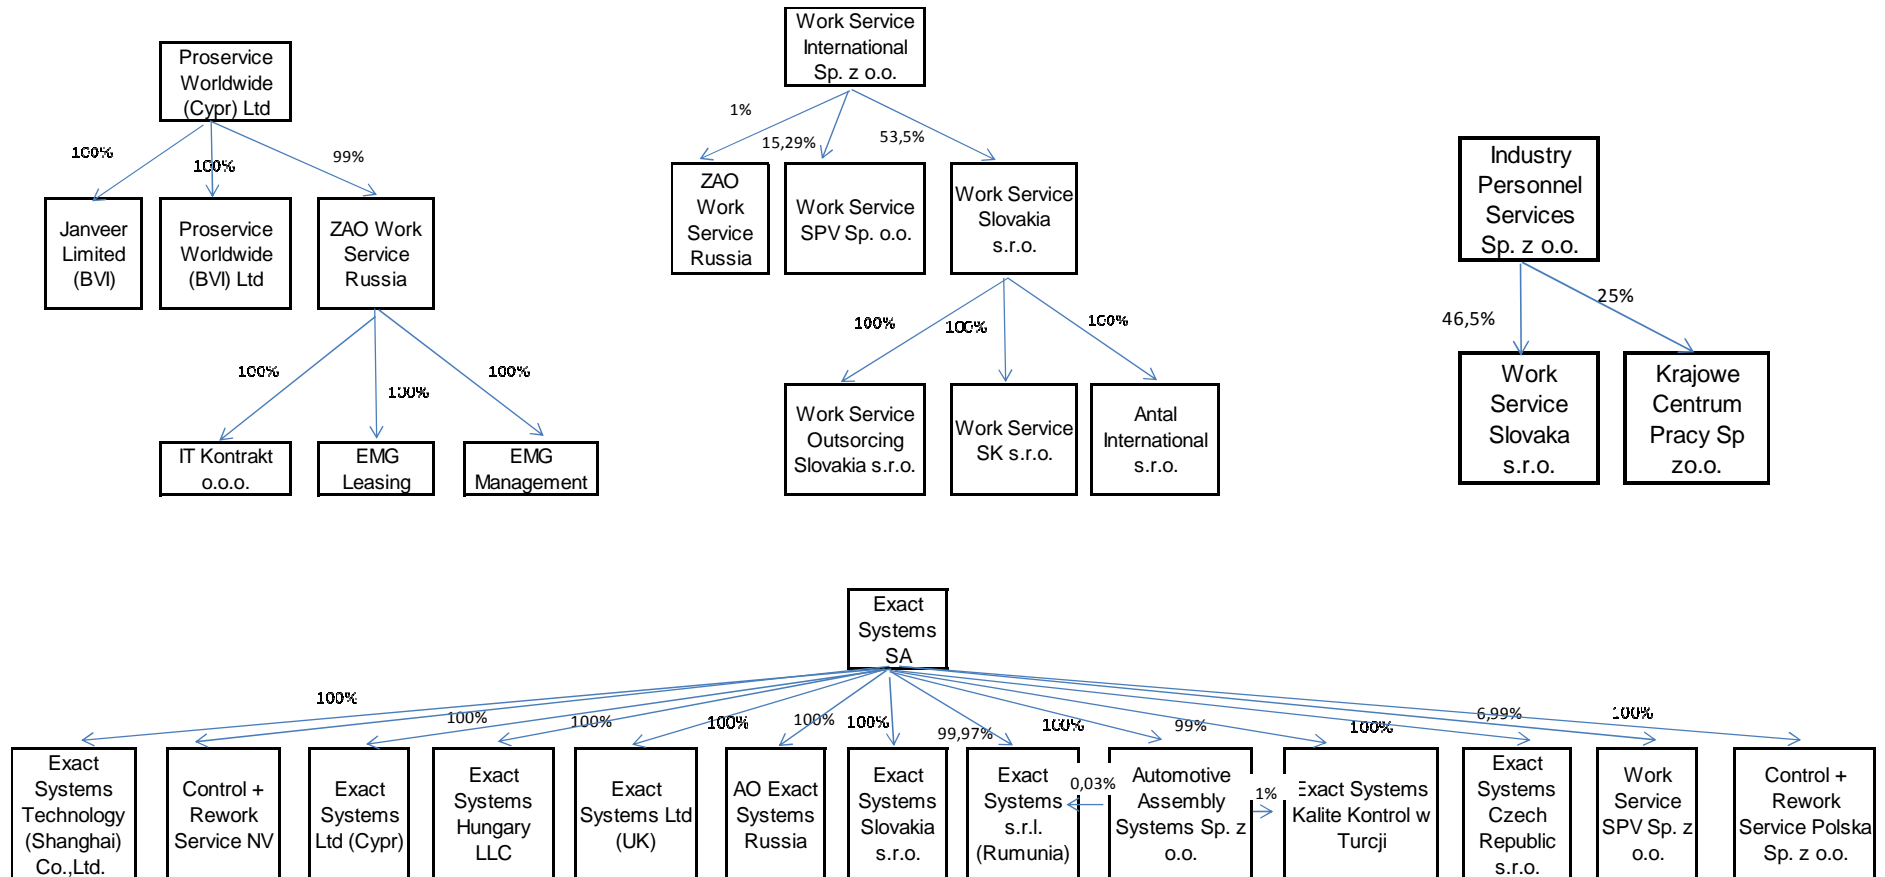 Proservice
Worldwide
(Cypr) Ltd
100%
100%
99%
Janveer
Limited
(BVI)
Proservice
Worldwide
(BVI) Ltd
ZAO Work
Service
Russia
100%
100%
100%
IT Kontrakt
o.o.o.
EMG
Leasing
EMG
Management
Work Service
International
Sp. z o.o.
1%
15,29%
53,5%
ZAO
Work
Service
Russia
Work Service
SPV Sp. o.o.
Work Service
Slovakia
s.r.o.
100%
100%
100%
Work Service
Outsorcing
Slovakia s.r.o.
Work Service
SK s.r.o.
Antal
International
s.r.o.
Industry
Personnel
Services
Sp. z o.o.
46,5%
25%
Work
Service
Slovaka
s.r.o.
Krajowe
Centrum
Pracy Sp
zo.o.
Exact
Systems
SA
100%
100%
100%
100%
100%
100%
99,97%
100%
99%
100%
6,99%
100%
Exact
Systems
Technology
(Shanghai)
Co.,Ltd.
Control +
Rework
Service NV
Exact
Systems
Ltd (Cypr)
Exact
Systems
Hungary
LLC
Exact
Systems Ltd
(UK)
AO Exact
Systems
Russia
Exact
Systems
Slovakia
s.r.o.
Exact
Systems
s.r.l.
(Rumunia)
0,03%
Automotive
Assembly
Systems Sp. z
o.o.
1%
Exact Systems
Kalite Kontrol w
Turcji
Exact
Systems
Czech
Republic
s.r.o.
Work
Service
SPV Sp. z
o.o.
Control +
Rework
Service Polska
Sp. z o.o.